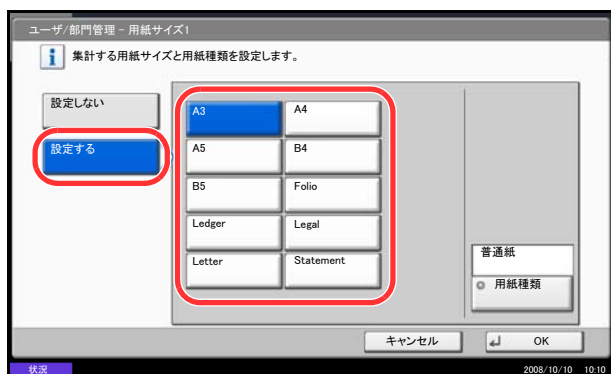 ユーザ/部門管理 - 用紙サイズ1
集計する用紙サイズと用紙種類を設定します。
設定しない
設定する
A3 A4
A5 B4
B5 Folio
Ledger Legal
Letter Statement
普通紙
用紙種類
キャンセル OK
状況 2008/10/10 10:10